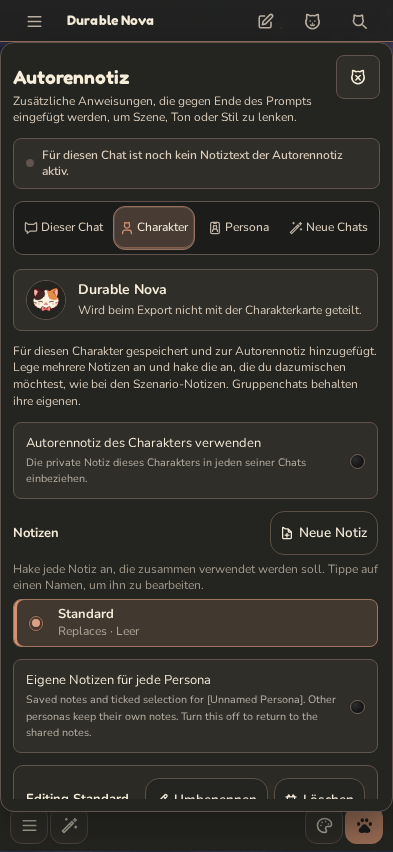 Durable Nova
Autorennotiz
Zusätzliche Anweisungen, die gegen Ende des Prompts
eingefügt werden, um Szene, Ton oder Stil zu lenken.
Für diesen Chat ist noch kein Notiztext der Autorennotiz
aktiv.
Dieser Chat Charakter Persona Neue Chats
Durable Nova
Wird beim Export nicht mit der Charakterkarte geteilt.
Für diesen Charakter gespeichert und zur Autorennotiz hinzugefügt.
Lege mehrere Notizen an und hake die an, die du dazumischen
möchtest, wie bei den Szenario-Notizen. Gruppenchats behalten
ihre eigenen.
Autorennotiz des Charakters verwenden
Die private Notiz dieses Charakters in jeden seiner Chats
einbeziehen.
Notizen Neue Notiz
Hake jede Notiz an, die zusammen verwendet werden soll. Tippe auf
einen Namen, um ihn zu bearbeiten.
Standard
Replaces · Leer
Eigene Notizen für jede Persona
Saved notes and ticked selection for [Unnamed Persona]. Other
personas keep their own notes. Turn this off to return to the
shared notes.
Editing Standard Umbenennen Löschen